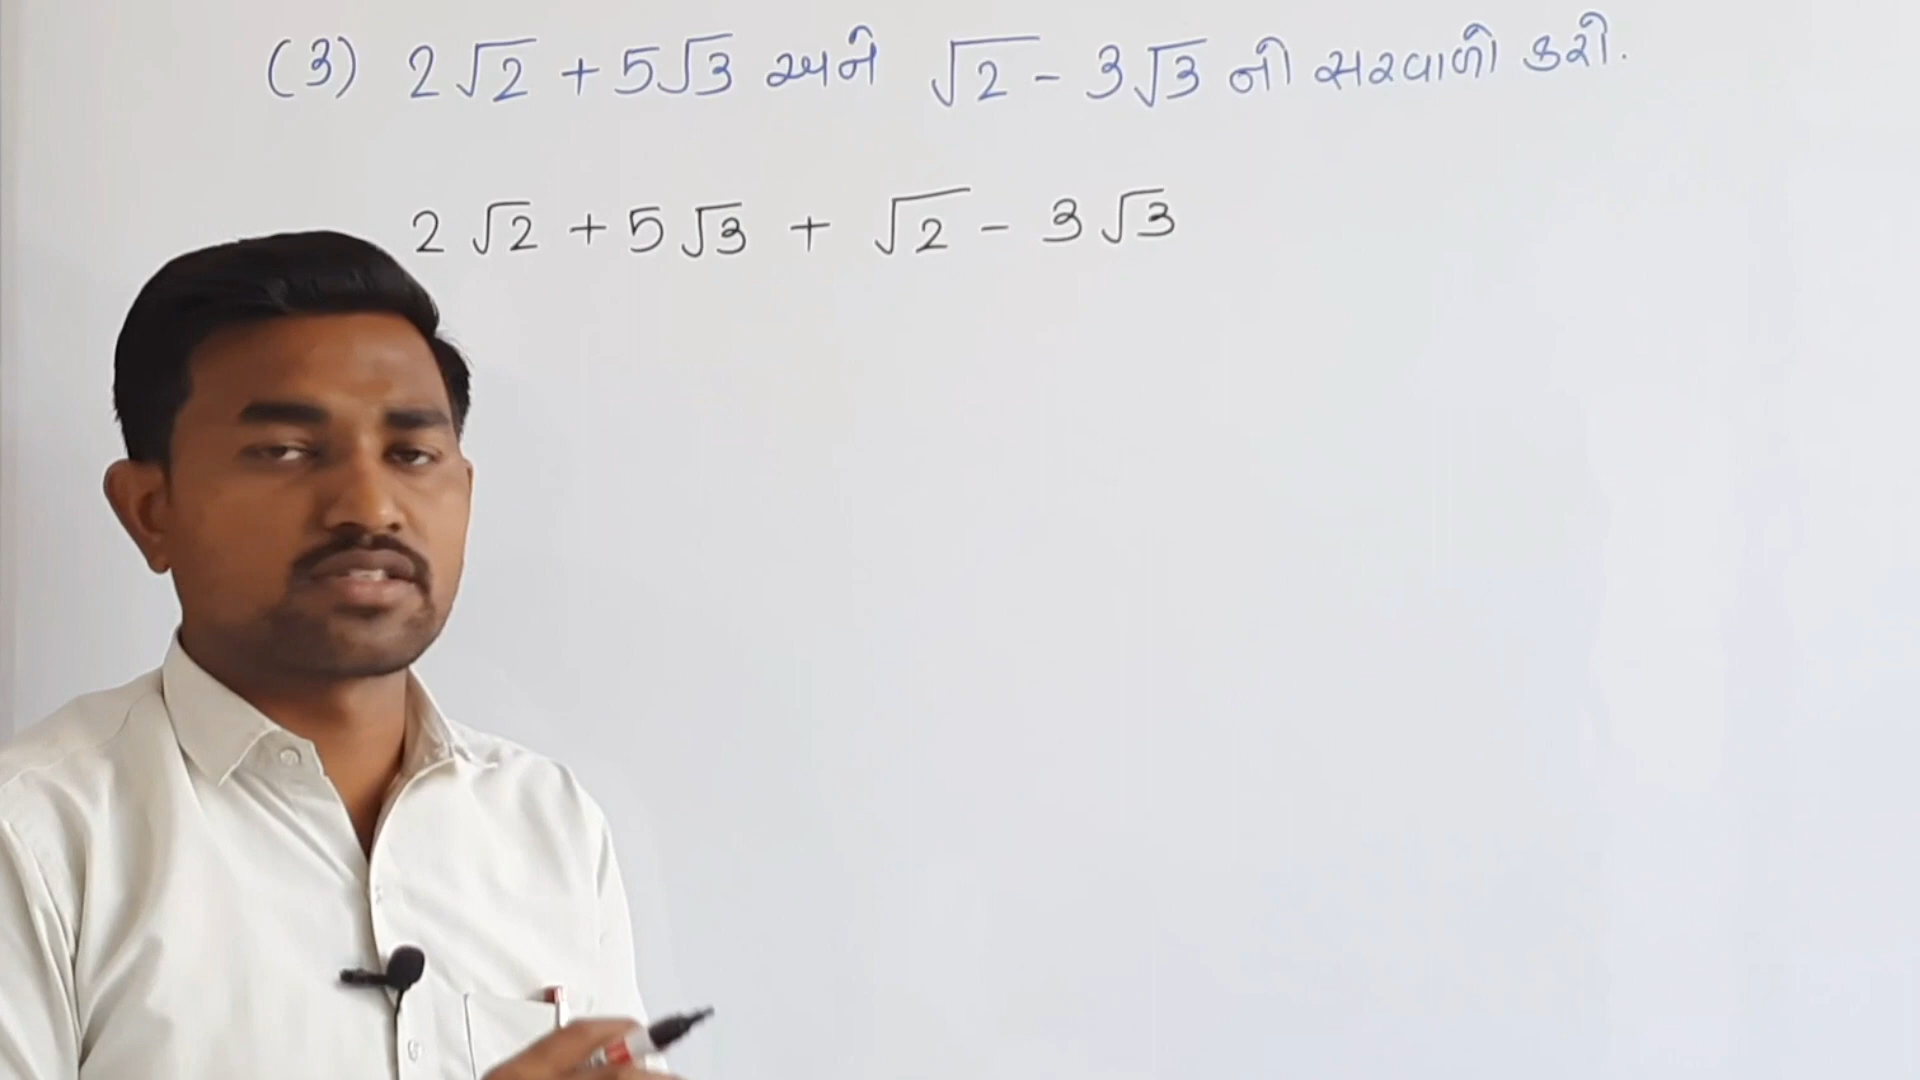 (3) 2√2 + 5√3 અને √2 - 3√3 નો સરવાળો કરો.
2√2 + 5√3 + √2 - 3√3